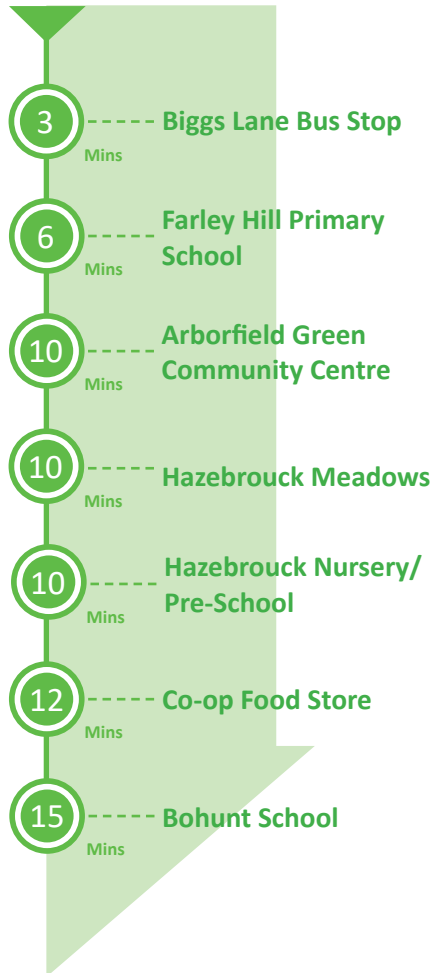 3
Mins
Biggs Lane Bus Stop
6
Mins
Farley Hill Primary
School
10
Mins
Arborfield Green
Community Centre
10
Mins
Hazebrouck Meadows
10
Mins
Hazebrouck Nursery/
Pre-School
12
Mins
Co-op Food Store
15
Mins
Bohunt School